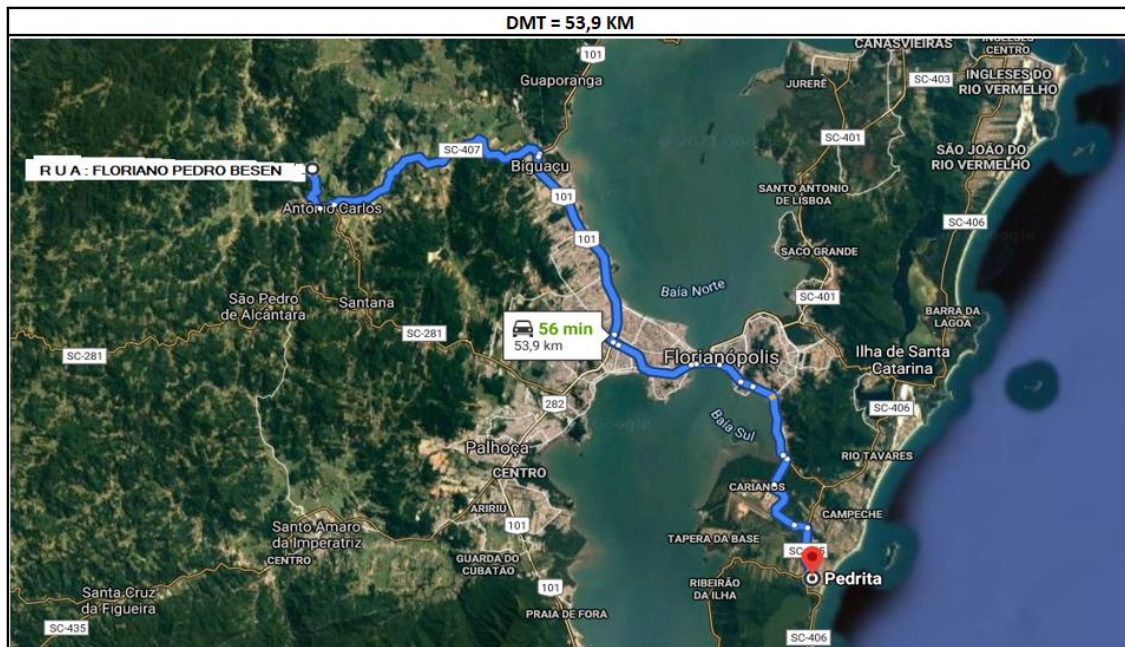 DMT = 53,9 KM
101
Guaporanga
CANASVIEIRAS
INGLESES
CENTRO
JURERÊ
SC-403
INGLESES DO
RIO VERMELHO
SC-401
SC-407
Biguaçu
SÃO JOÃO DO
RIO VERMELHO
R U A : FLORIANO PEDRO BESEN
101
SANTO ANTONIO
DE LISBOA
Antônio Carlos
SC-406
101
SACO GRANDE
Baía Norte
São Pedro
de Alcântara
Santana
SC-401
BARRA DA
LAGOA
SC-281
SC-281
56 min
53,9 km
Florianópolis
Ilha de Santa
Catarina
282
SC-406
Baía Sul
Palhoça
CENTRO
RIO TAVARES
CARIANOS
ARIRIU
CAMPECHE
101
Santo Amaro
da Imperatriz
CENTRO
TAPERA DA BASE
GUARDA DO
CUBATÃO
Pedrita
RIBEIRÃO
DA ILHA
101
Santa Cruz
da Figueira
PRAIA DE FORA
SC-435
SC-406